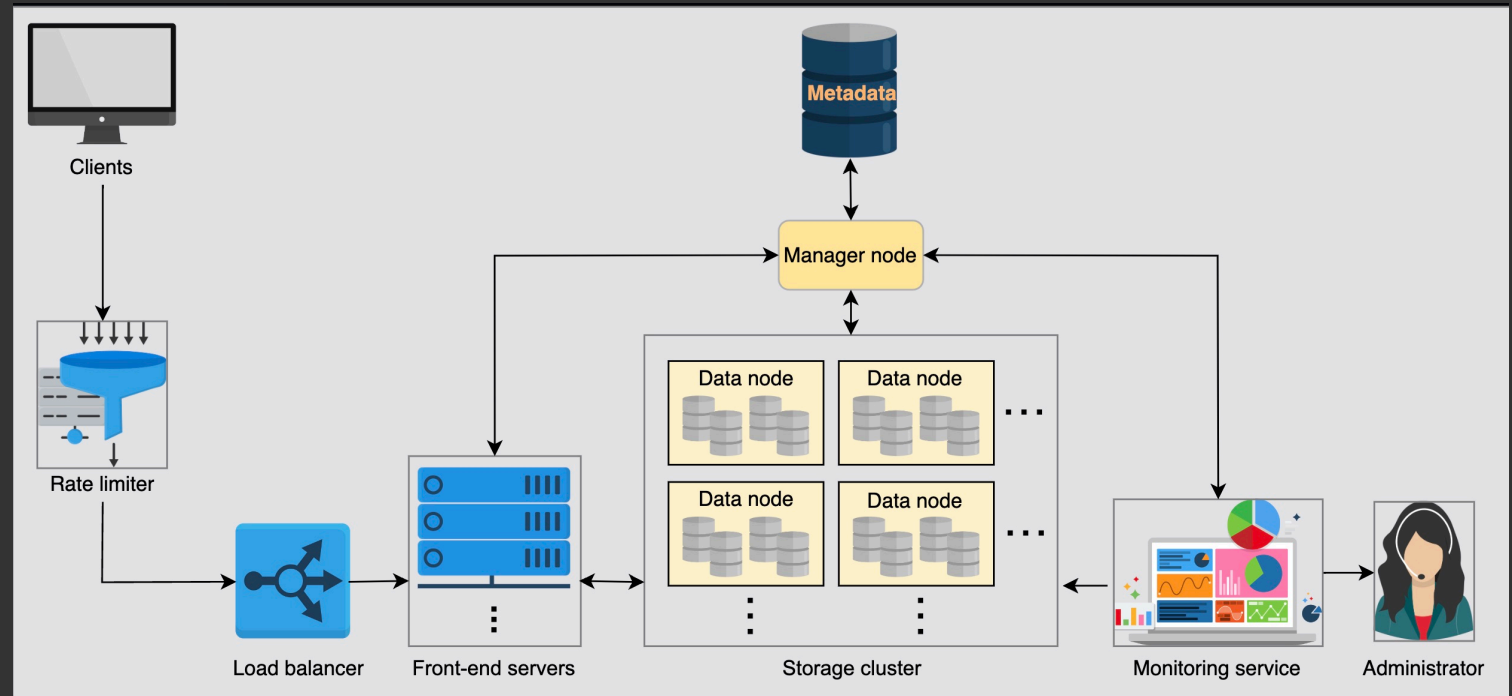 Metadata
Clients
Manager node
Data node
Data node
Data node
Data node
Rate limiter
Load balancer
Front-end servers
Storage cluster
Monitoring service
Administrator